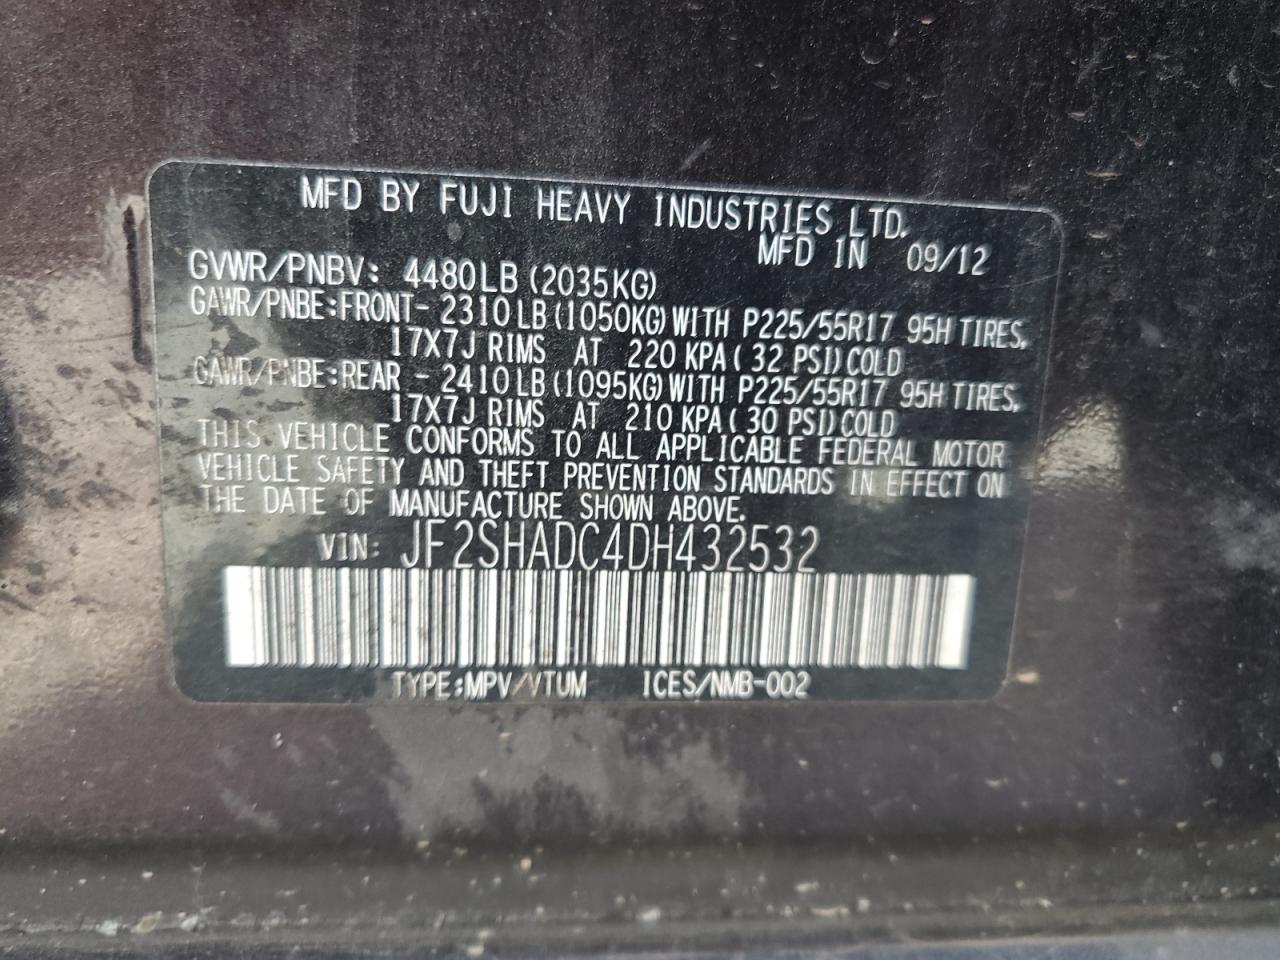 MFD BY FUJI HEAVY INDUSTRIES LTD.
MFD IN 09/12
GVWR/PNBV: 4480LB (2035KG)
GAWR/PNBE:FRONT- 2310LB(1050KG)WITH P225/55R17 95H TIRES,
17X7J RIMS AT 220 KPA( 32 PSI)COLD
GAWR/PNBE:REAR - 2410LB(1095KG)WITH P225/55R17 95H TIRES,
17X7J RIMS AT 210 KPA( 30 PSI)COLD
THIS VEHICLE CONFORMS TO ALL APPLICABLE FEDERAL MOTOR
VEHICLE SAFETY AND THEFT PREVENTION STANDARDS IN EFFECT ON
THE DATE OF MANUFACTURE SHOWN ABOVE.
VIN: JF2SHADC4DH432532
TYPE:MPV/VTUM ICES/NMB-002